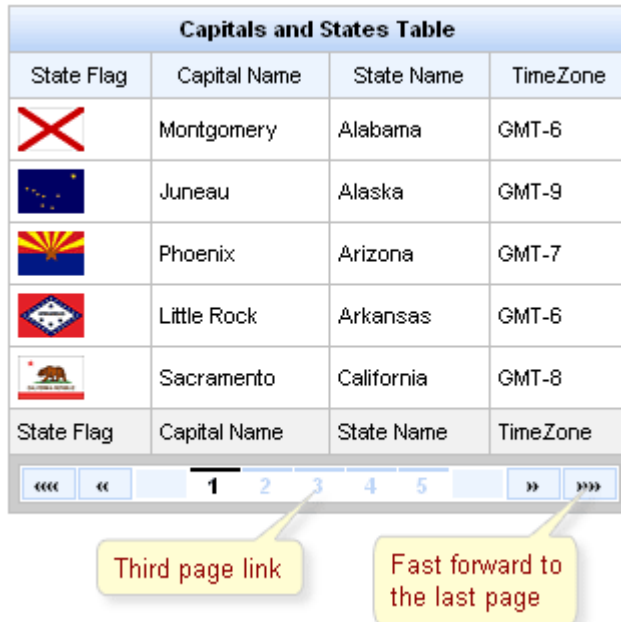 Capitals and States Table
State Flag Capital Name State Name TimeZone
Montgomery Alabama GMT-6
Juneau Alaska GMT-9
Phoenix Arizona GMT-7
Little Rock Arkansas GMT-6
Sacramento California GMT-8
State Flag Capital Name State Name TimeZone
«« « 1 2 3 4 5 » »»
Third page link
Fast forward to
the last page